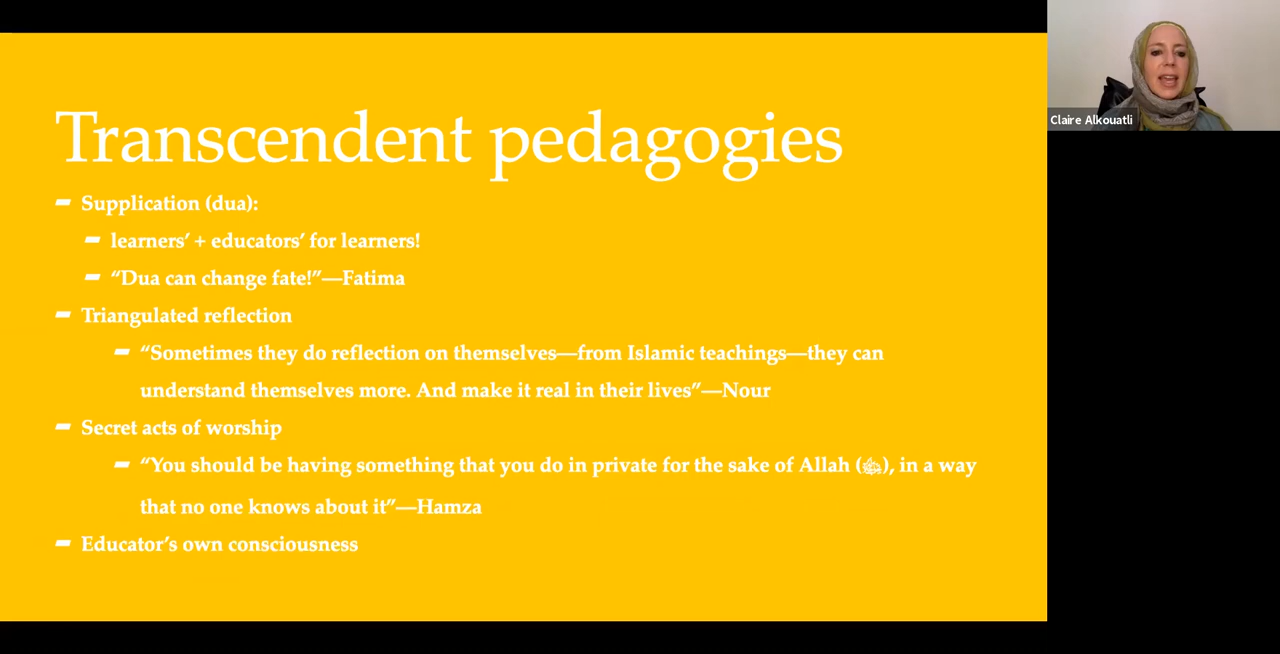 Transcendent pedagogies
Supplication (dua):
learners’ + educators’ for learners!
“Dua can change fate!”—Fatima
Triangulated reflection
“Sometimes they do reflection on themselves—from Islamic teachings—they can
understand themselves more. And make it real in their lives”—Nour
Secret acts of worship
“You should be having something that you do in private for the sake of Allah (), in a way
that no one knows about it”—Hamza
Educator’s own consciousness
Claire Alkouatli